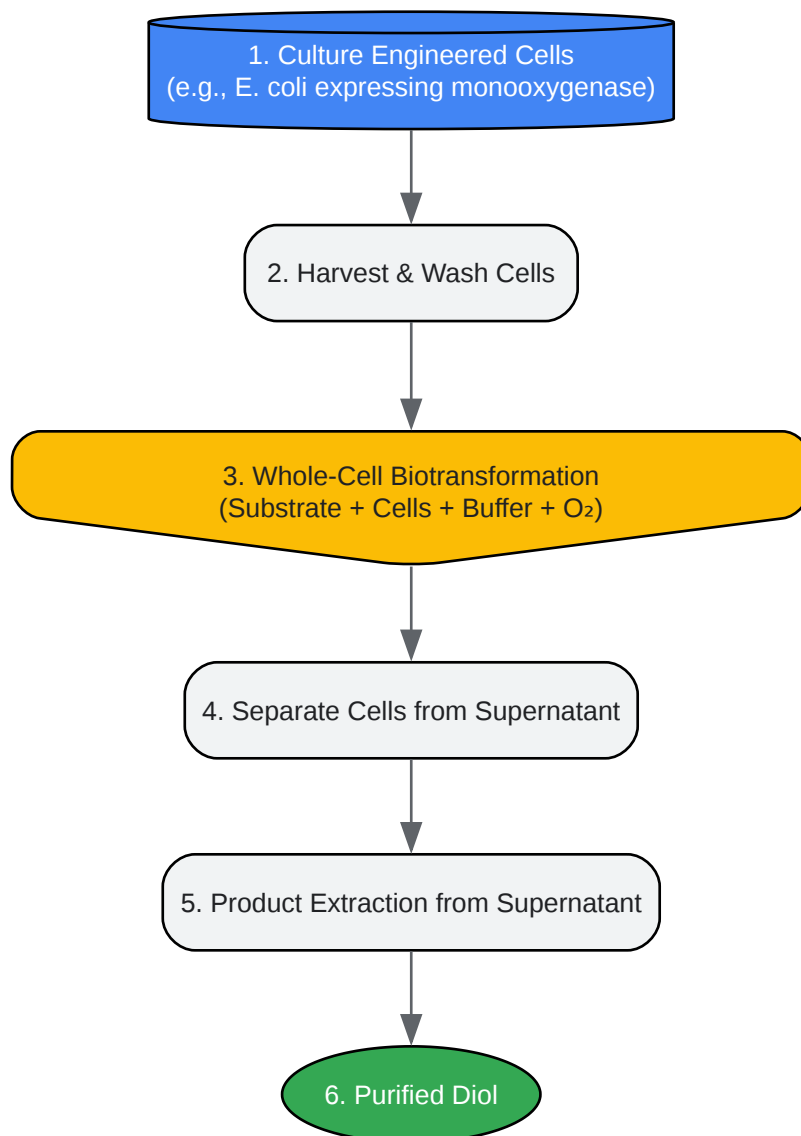 1. Culture Engineered Cells
(e.g., E. coli expressing monooxygenase)
2. Harvest & Wash Cells
3. Whole-Cell Biotransformation
(Substrate + Cells + Buffer + O₂)
4. Separate Cells from Supernatant
5. Product Extraction from Supernatant
6. Purified Diol